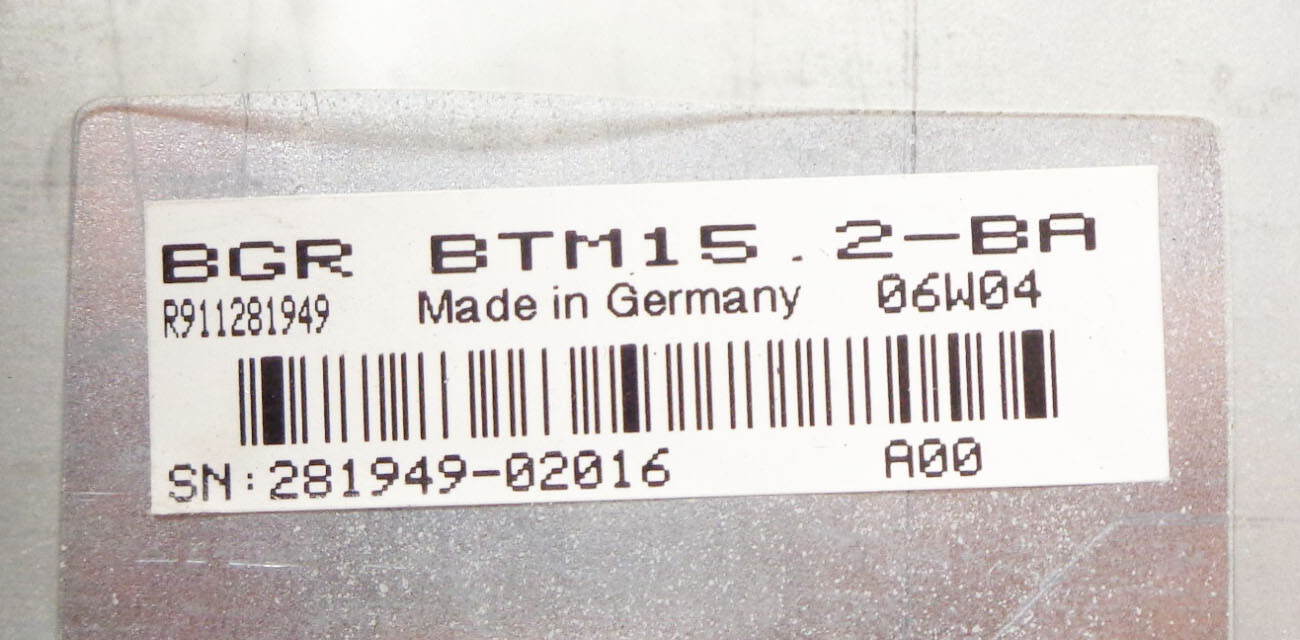 BGR BTM15.2-BA
R911281949 Made in Germany 06W04
SN:281949-02016 A00